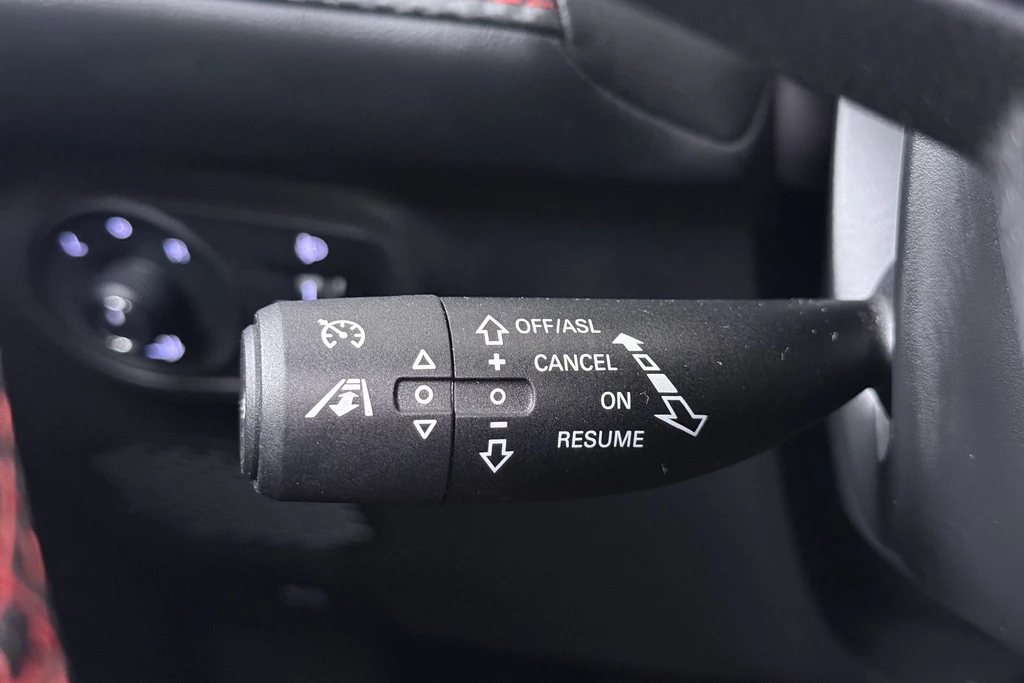 OFF/ASL
+ CANCEL
ON
− RESUME